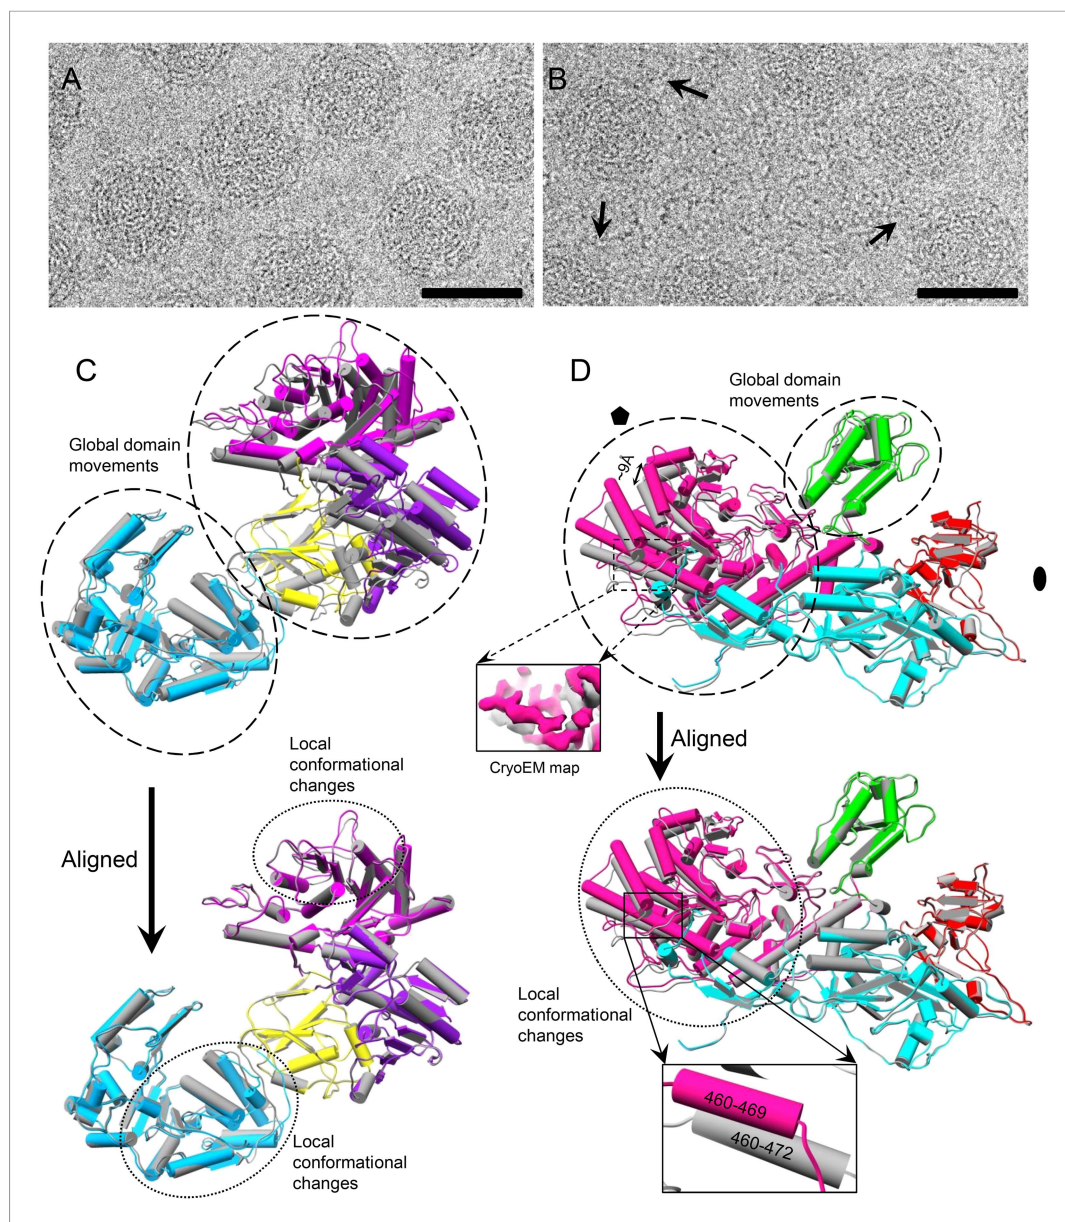 A
B
C
D
Global domain
movements
Global domain
movements
~9Å
CryoEM map
Aligned
Local
conformational
changes
Aligned
Local
conformational
changes
Local
conformational
changes
460-469
460-472